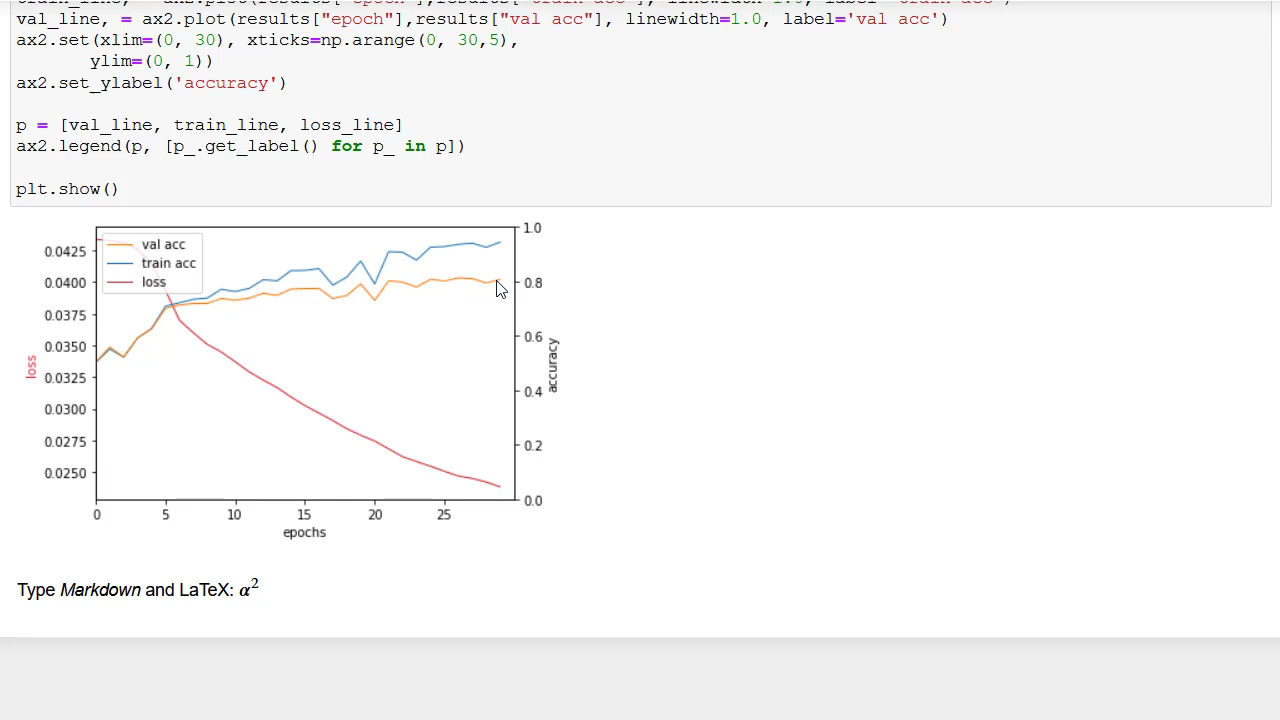 val_line, = ax2.plot(results["epoch"],results["val acc"], linewidth=1.0, label='val acc')
ax2.set(xlim=(0, 30), xticks=np.arange(0, 30,5),
ylim=(0, 1))
ax2.set_ylabel('accuracy')
p = [val_line, train_line, loss_line]
ax2.legend(p, [p_.get_label() for p_ in p])
plt.show()
val acc
train acc
loss
0.0425
0.0400
0.0375
0.0350
0.0325
0.0300
0.0275
0.0250
loss
1.0
0.8
0.6
0.4
0.2
0.0
accuracy
0 5 10 15 20 25
epochs
Type Markdown and LaTeX: α²